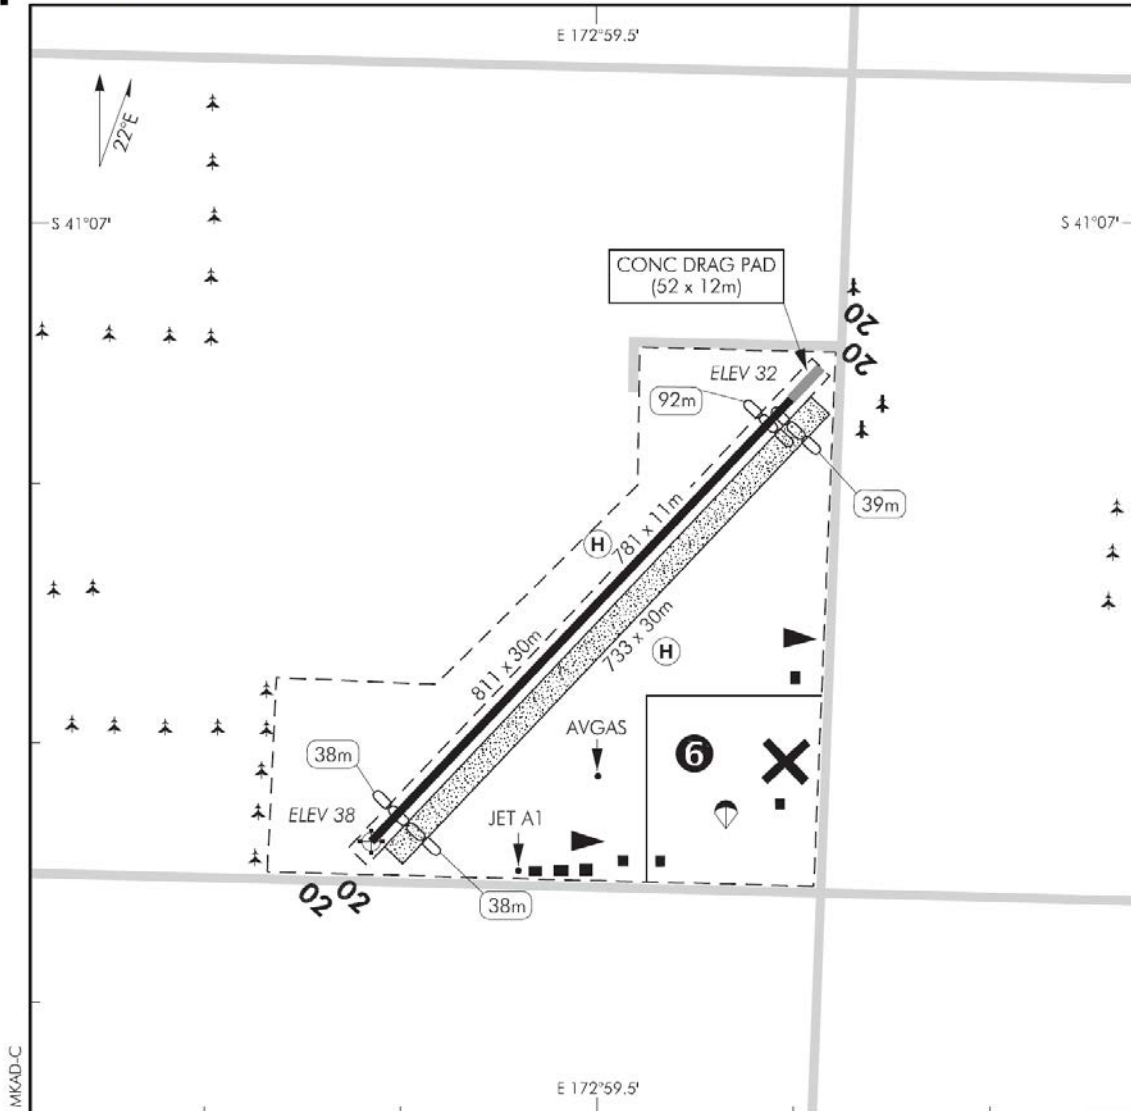 E 172°59.5'
22°E
S 41°07'
S 41°07'
CONC DRAG PAD
(52 x 12m)
20
20
ELEV 32
92m
39m
H
781 x 11m
811 x 30m
733 x 30m
H
AVGAS
6
38m
ELEV 38
JET A1
02
02
38m
E 172°59.5'
MKAD-C